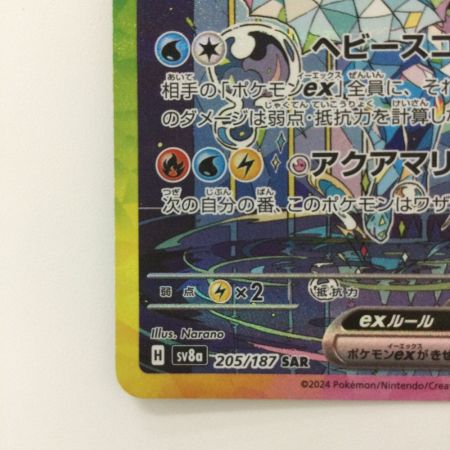 ヘビースコ
相手の「ポケモンex」全員に、それ
のダメージは弱点・抵抗力を計算しな
アクアマリ
次の自分の番、このポケモンはワザ
弱点 ×2 抵抗力
Illus. Narano
exルール
H sv8a 205/187 SAR
ポケモンexがきぜ
©2024 Pokémon/Nintendo/Crea